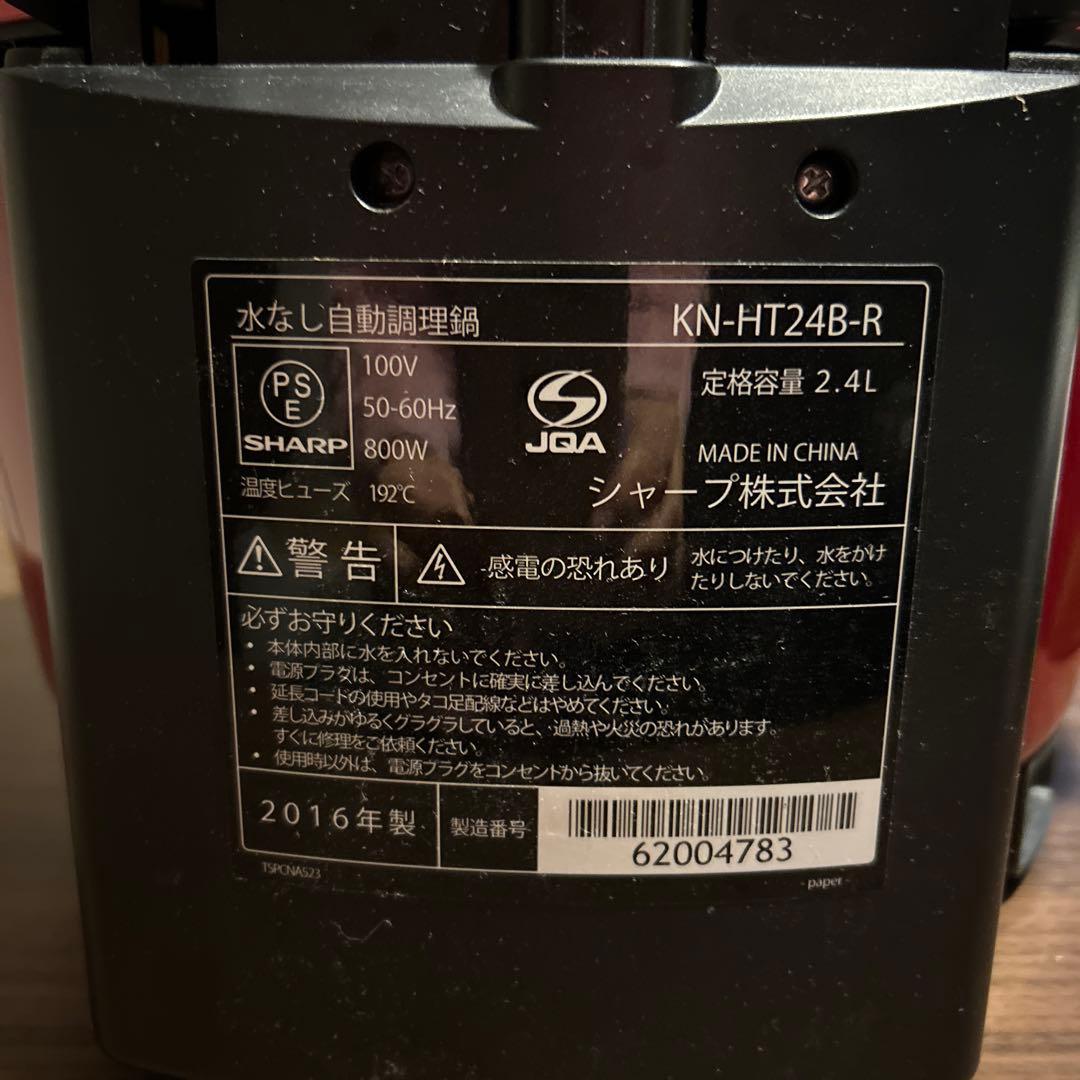 水なし自動調理鍋 KN-HT24B-R
PS
E
SHARP
100V
50-60Hz
800W
JQA
定格容量 2.4L
MADE IN CHINA
温度ヒューズ 192℃
シャープ株式会社
警告
感電の恐れあり
水につけたり、水をかけ
たりしないでください。
必ずお守りください
・本体内部に水を入れないでください。
・電源プラグは、コンセントに確実に差し込んでください。
・延長コードの使用やタコ足配線などはやめてください。
・差し込みがゆるくグラグラしていると、過熱や火災の恐れがあります。
すぐに修理をご依頼ください。
・使用時以外は、電源プラグをコンセントから抜いてください。
2016年製
製造番号
62004783
TSPCNA523
paper